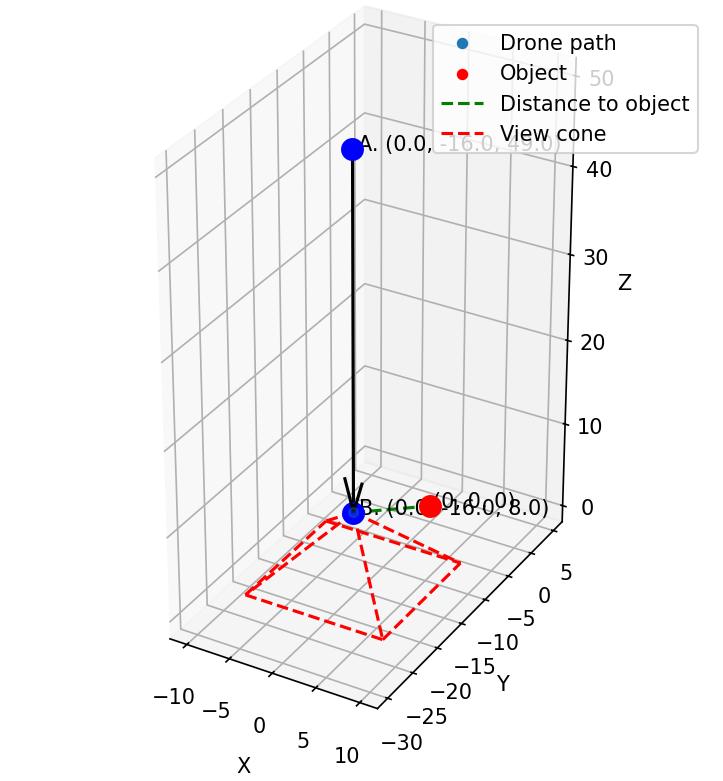 Drone path
Object
Distance to object
View cone
A. (0.0, -16.0, 49.0)
B. (0.0, -16.0, 8.0)
(0, 0, 0)
50
40
30
20
10
0
Z
5
0
−5
−10
−15
−20
−25
−30
Y
−10
−5
0
5
10
X